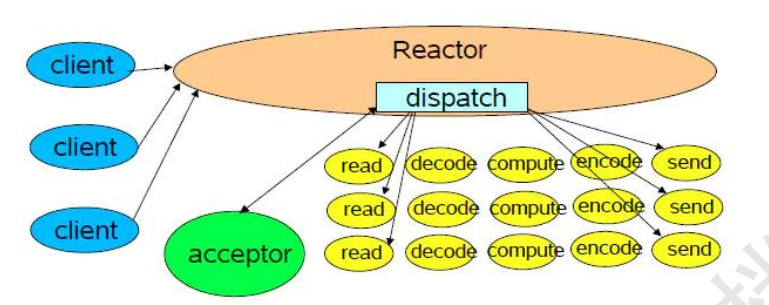 Reactor
client
dispatch
client
read decode compute encode send
client
read decode compute encode send
acceptor
read decode compute encode send